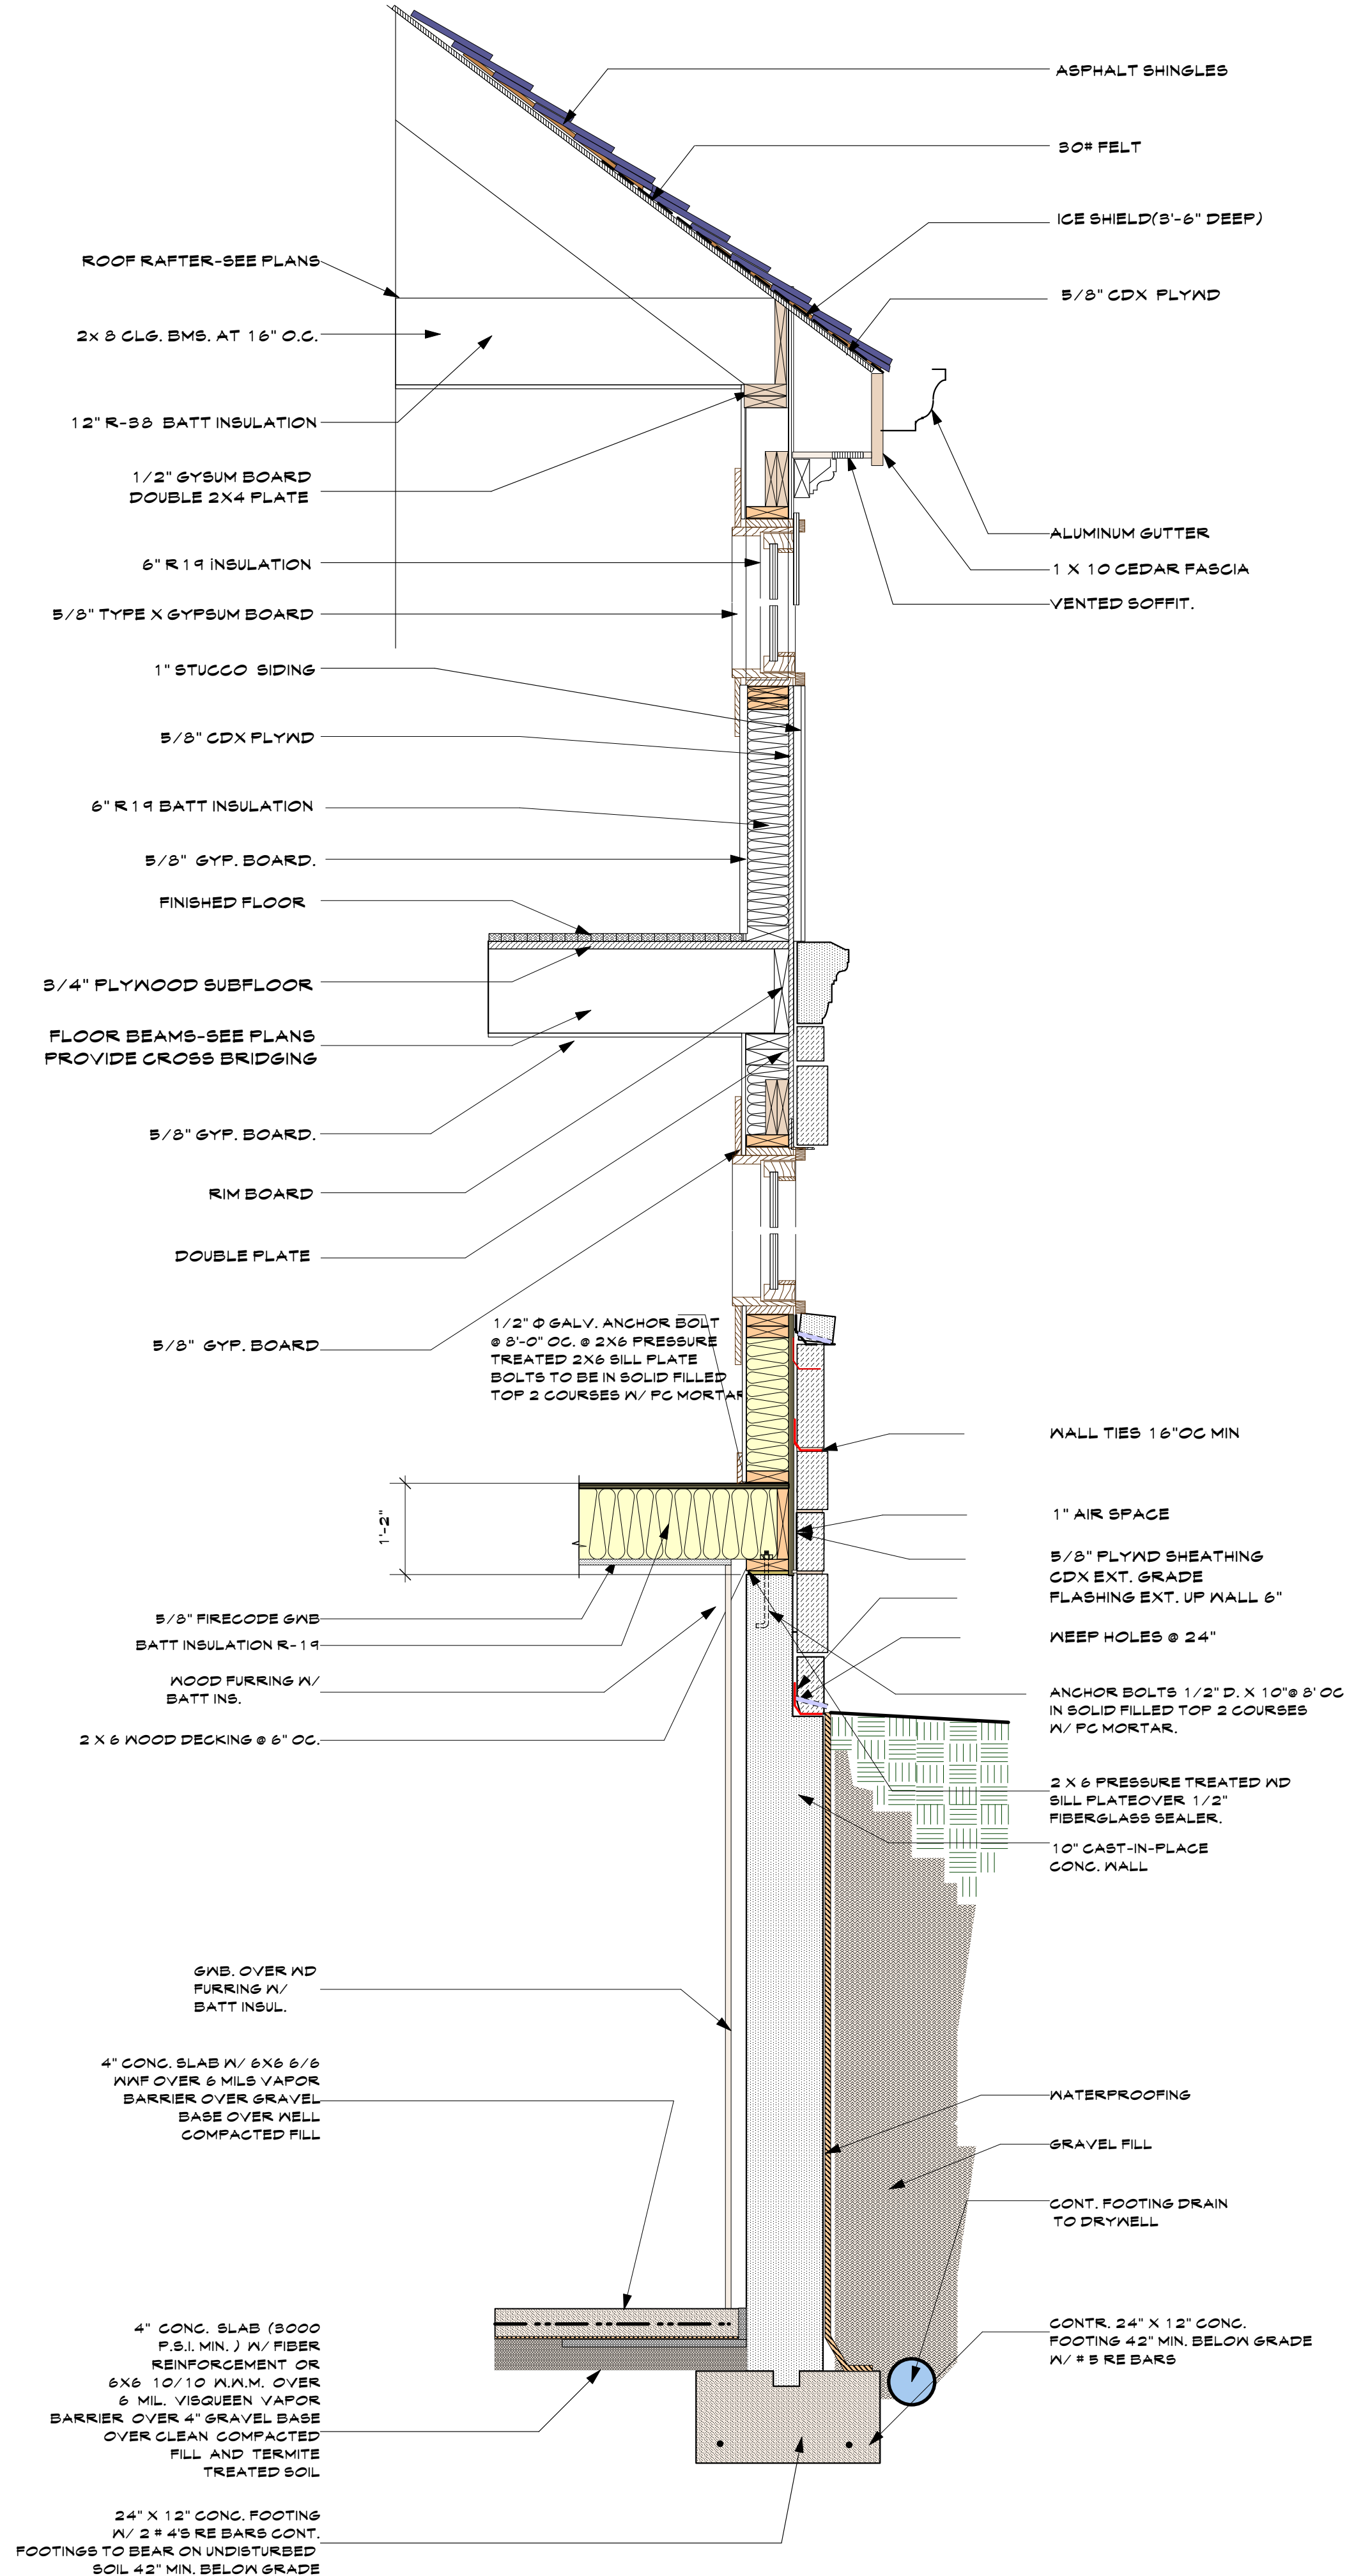 ASPHALT SHINGLES
30# FELT
ICE SHIELD(3'-6" DEEP)
5/8" CDX PLYWD
ROOF RAFTER-SEE PLANS
2x 8 CLG. BMS. AT 16" O.C.
12" R-38 BATT INSULATION
1/2" GYSUM BOARD
DOUBLE 2X4 PLATE
6" R19 iNSULATION
5/8" TYPE X GYPSUM BOARD
1" STUCCO SIDING
5/8" CDX PLYWD
6" R19 BATT INSULATION
5/8" GYP. BOARD.
FINISHED FLOOR
3/4" PLYWOOD SUBFLOOR
FLOOR BEAMS-SEE PLANS
PROVIDE CROSS BRIDGING
5/8" GYP. BOARD.
RIM BOARD
DOUBLE PLATE
5/8" GYP. BOARD
ALUMINUM GUTTER
1 X 10 CEDAR FASCIA
VENTED SOFFIT.
1/2" Φ GALV. ANCHOR BOLT
@ 8'-0" OC. @ 2X6 PRESSURE
TREATED 2X6 SILL PLATE
BOLTS TO BE IN SOLID FILLED
TOP 2 COURSES W/ PC MORTAR
1'-2"
5/8" FIRECODE GWB
BATT INSULATION R-19
WOOD FURRING W/
BATT INS.
2 X 6 WOOD DECKING @ 6" OC.
WALL TIES 16"OC MIN
1" AIR SPACE
5/8" PLYWD SHEATHING
CDX EXT. GRADE
FLASHING EXT. UP WALL 6"
WEEP HOLES @ 24"
ANCHOR BOLTS 1/2" D. X 10"@ 8' OC
IN SOLID FILLED TOP 2 COURSES
W/ PC MORTAR.
2 X 6 PRESSURE TREATED WD
SILL PLATEOVER 1/2"
FIBERGLASS SEALER.
10" CAST-IN-PLACE
CONC. WALL
GWB. OVER WD
FURRING W/
BATT INSUL.
4" CONC. SLAB W/ 6X6 6/6
WWF OVER 6 MILS VAPOR
BARRIER OVER GRAVEL
BASE OVER WELL
COMPACTED FILL
WATERPROOFING
GRAVEL FILL
CONT. FOOTING DRAIN
TO DRYWELL
4" CONC. SLAB (3000
P.S.I. MIN. ) W/ FIBER
REINFORCEMENT OR
6X6 10/10 W.W.M. OVER
6 MIL. VISQUEEN VAPOR
BARRIER OVER 4" GRAVEL BASE
OVER CLEAN COMPACTED
FILL AND TERMITE
TREATED SOIL
CONTR. 24" X 12" CONC.
FOOTING 42" MIN. BELOW GRADE
W/ # 5 RE BARS
24" X 12" CONC. FOOTING
W/ 2 # 4'S RE BARS CONT.
FOOTINGS TO BEAR ON UNDISTURBED
SOIL 42" MIN. BELOW GRADE